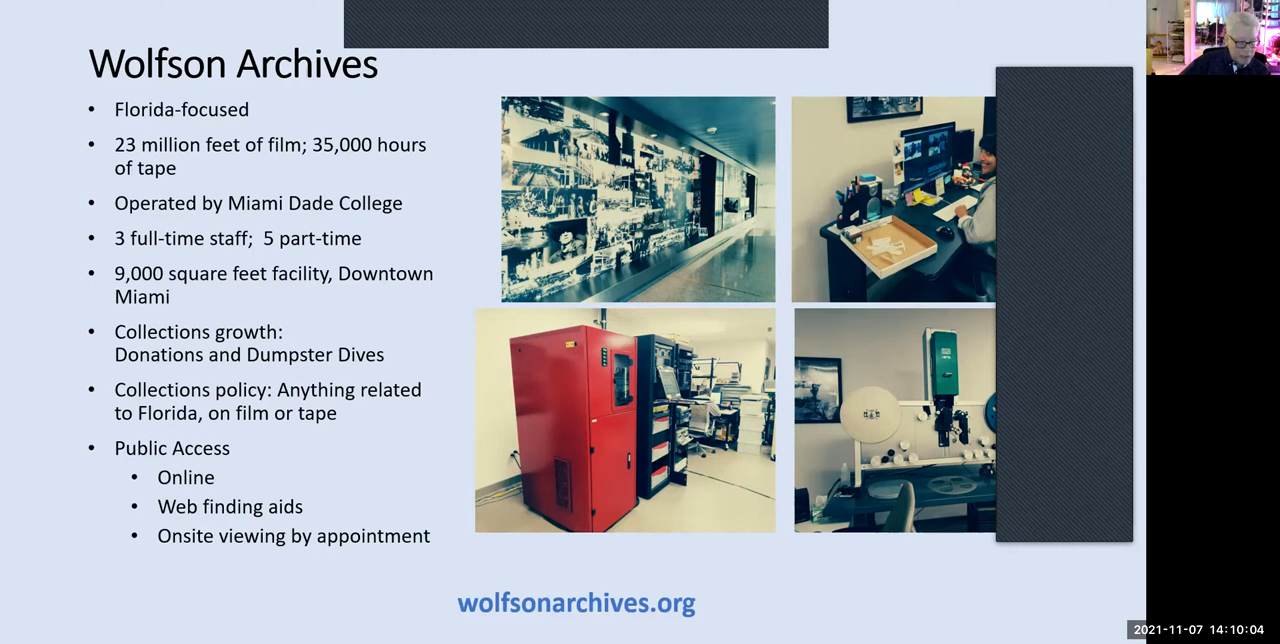 Wolfson Archives
• Florida-focused
• 23 million feet of film; 35,000 hours
of tape
• Operated by Miami Dade College
• 3 full-time staff; 5 part-time
• 9,000 square feet facility, Downtown
Miami
• Collections growth:
Donations and Dumpster Dives
• Collections policy: Anything related
to Florida, on film or tape
• Public Access
• Online
• Web finding aids
• Onsite viewing by appointment
wolfsonarchives.org
2021-11-07 14:10:04